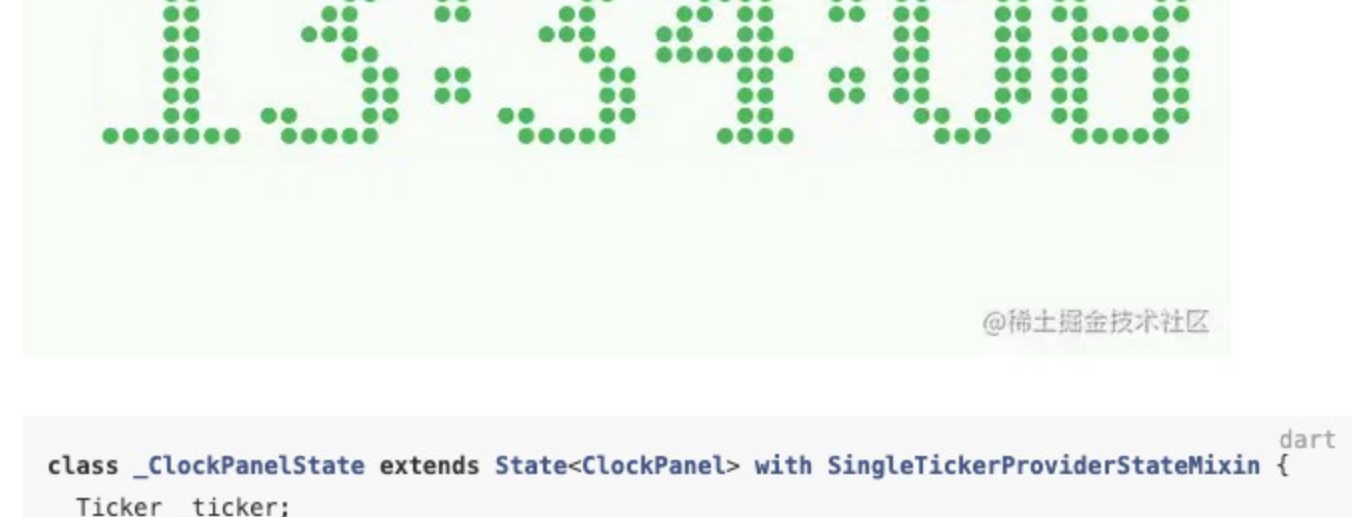 13:34:08
@稀土掘金技术社区
dart
class _ClockPanelState extends State<ClockPanel> with SingleTickerProviderStateMixin {
Ticker _ticker;